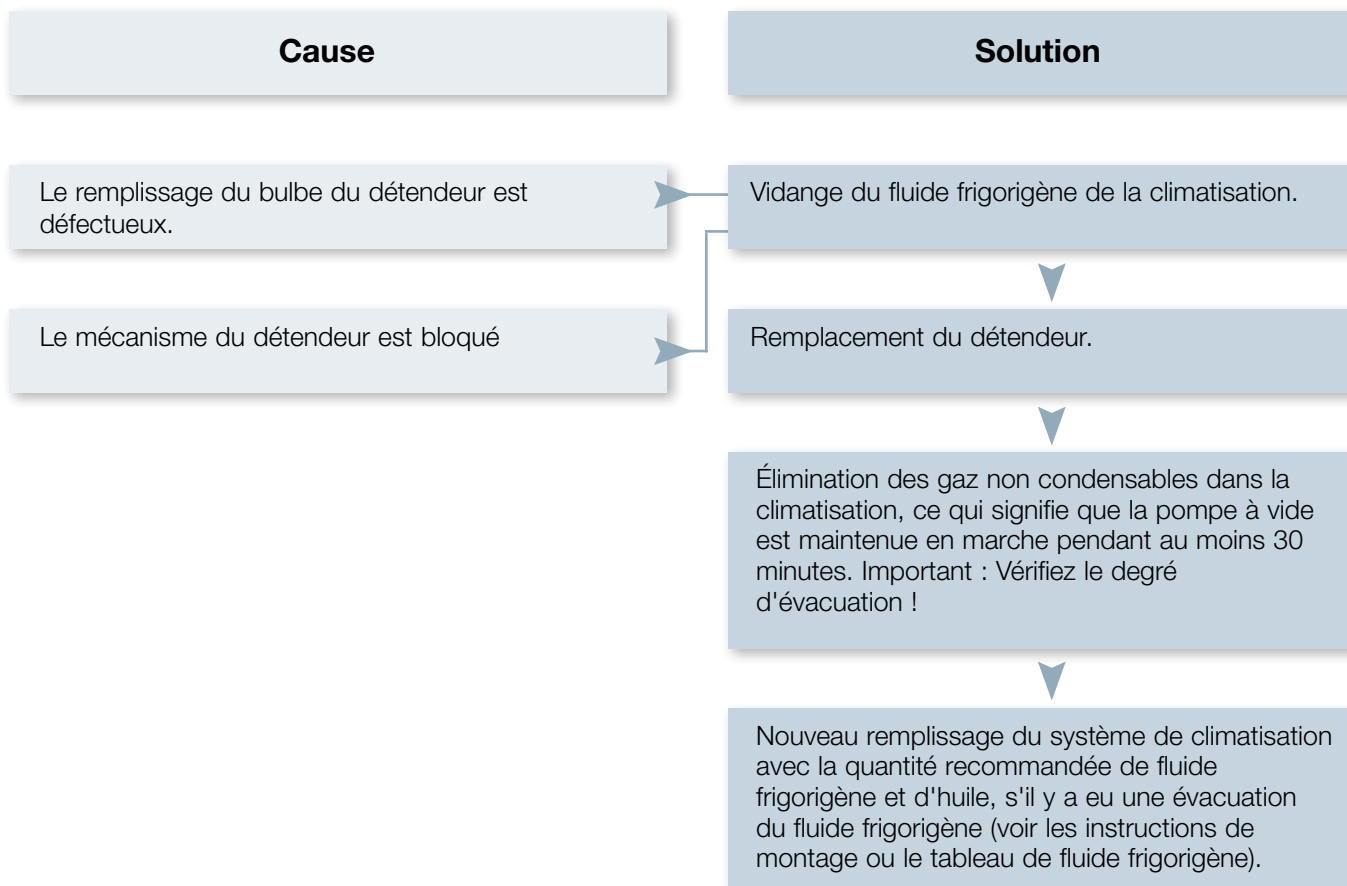 Cause
Solution
Le remplissage du bulbe du détendeur est
défectueux.
Vidange du fluide frigorigène de la climatisation.
Le mécanisme du détendeur est bloqué
Remplacement du détendeur.
Élimination des gaz non condensables dans la
climatisation, ce qui signifie que la pompe à vide
est maintenue en marche pendant au moins 30
minutes. Important : Vérifiez le degré
d'évacuation !
Nouveau remplissage du système de climatisation
avec la quantité recommandée de fluide
frigorigène et d'huile, s'il y a eu une évacuation
du fluide frigorigène (voir les instructions de
montage ou le tableau de fluide frigorigène).